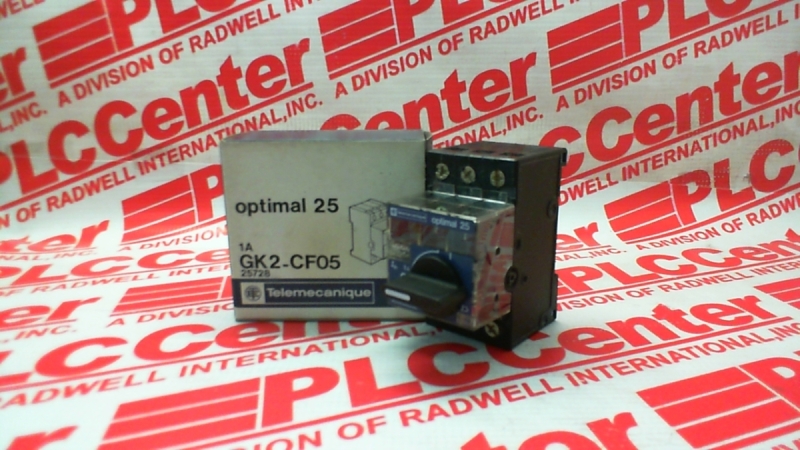 PLCCenter
A DIVISION OF RADWELL INTERNATIONAL, INC.
optimal 25
1A
GK2-CF05
25728
Telemecanique
optimal 25